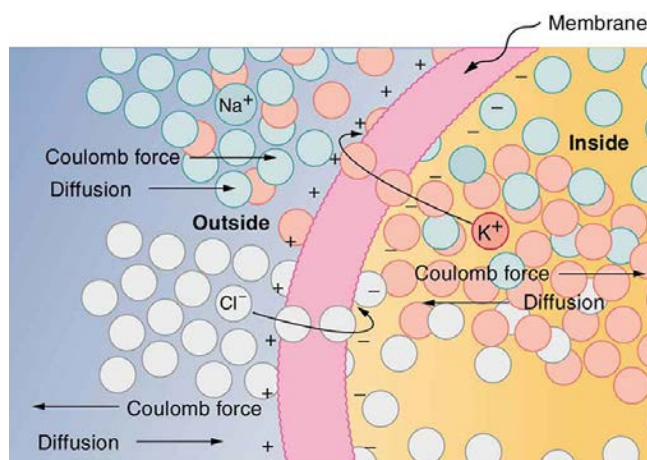 Membrane
Na+
Inside
Coulomb force
Diffusion
Outside
K+
Coulomb force
Cl−
Diffusion
Coulomb force
Diffusion